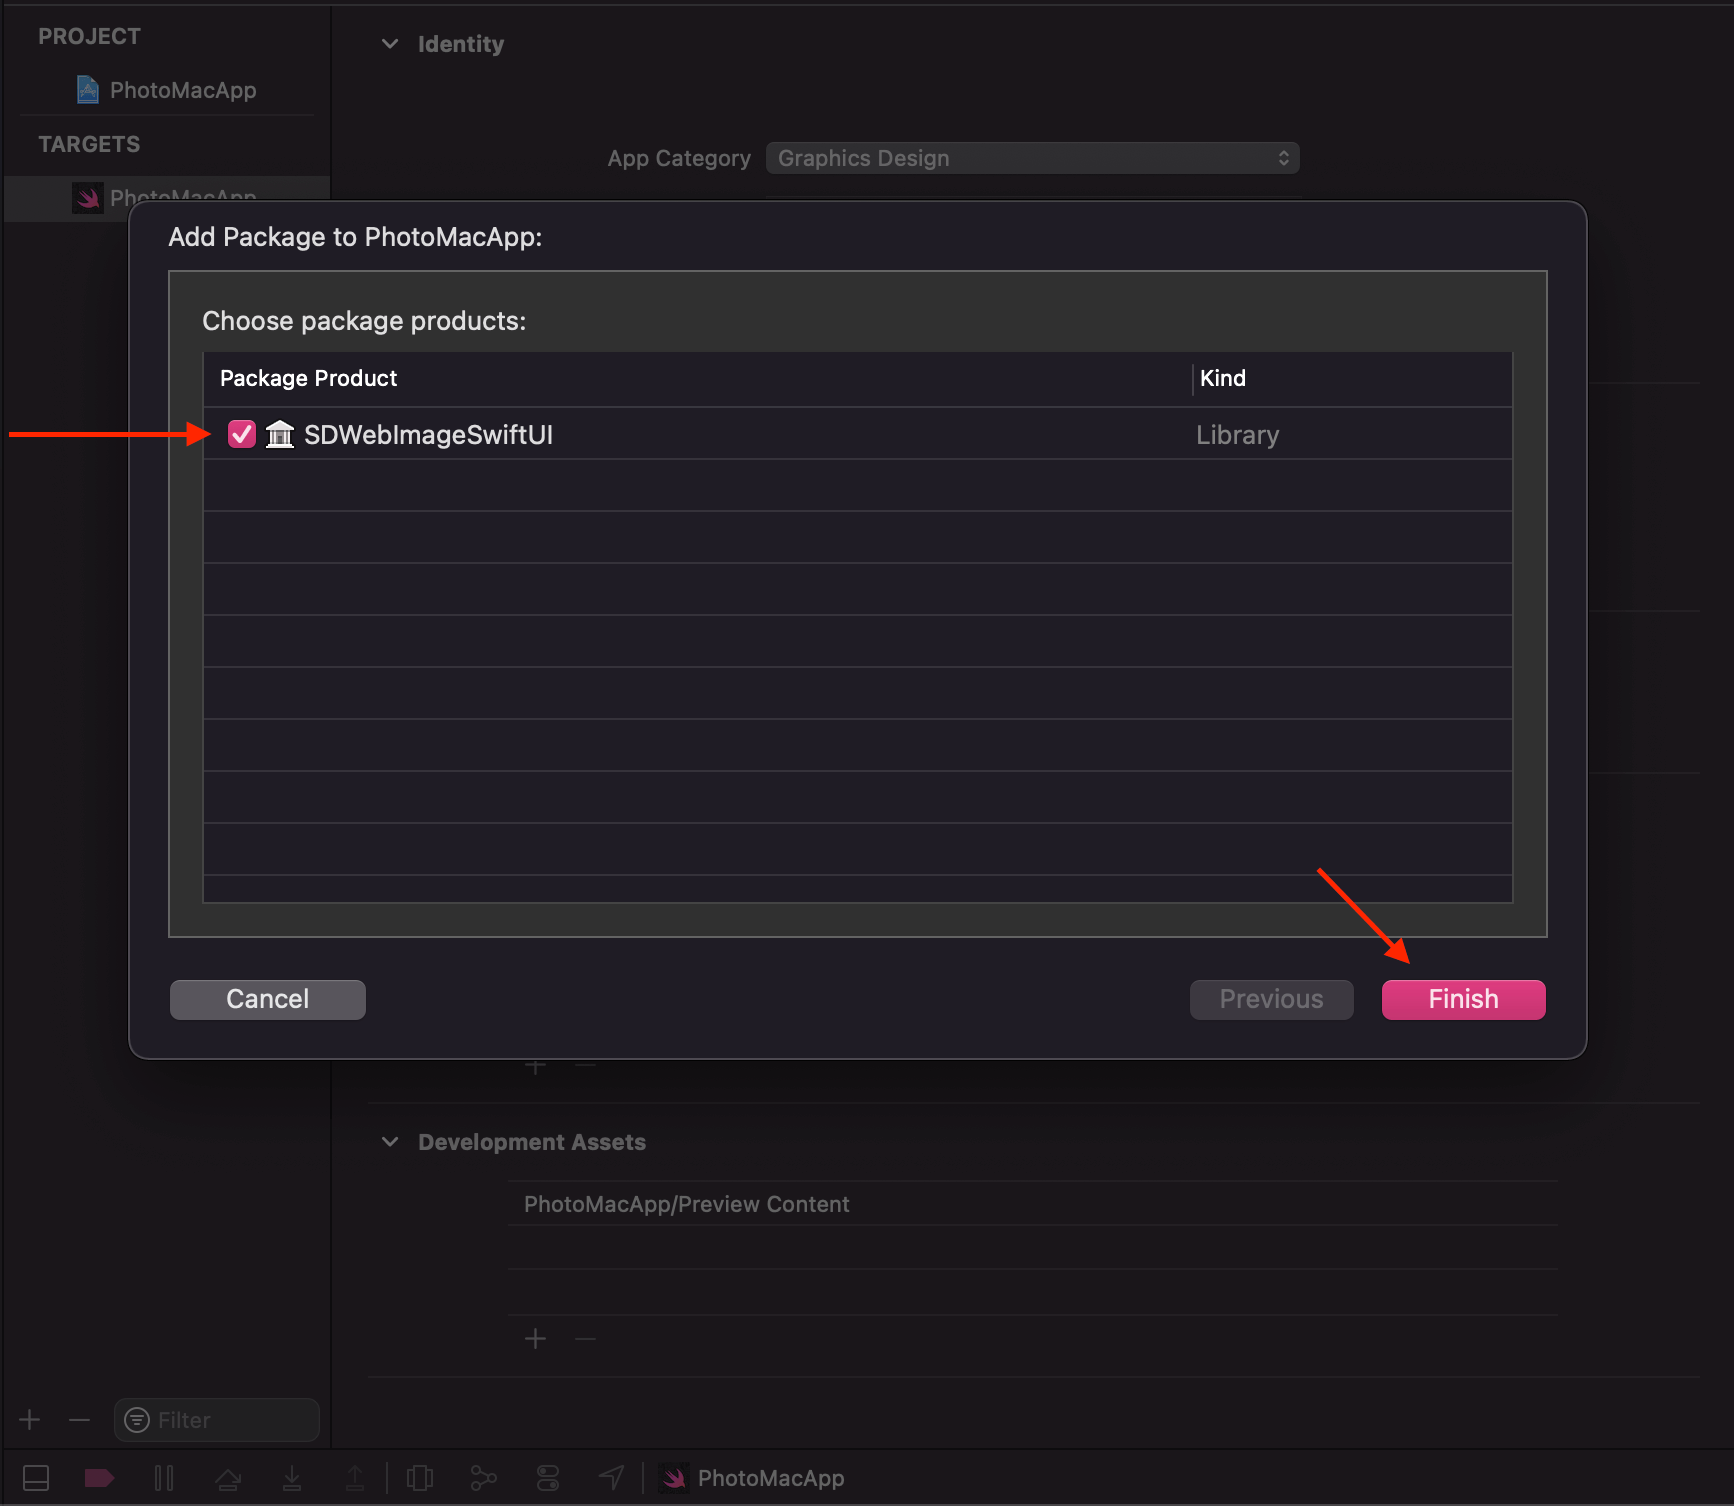 PROJECT
PhotoMacApp
TARGETS
PhotoMacApp
Identity
App Category
Graphics Design
Add Package to PhotoMacApp:
Choose package products:
Package Product
Kind
SDWebImageSwiftUI
Library
Cancel
Previous
Finish
Development Assets
PhotoMacApp/Preview Content
Filter
PhotoMacApp